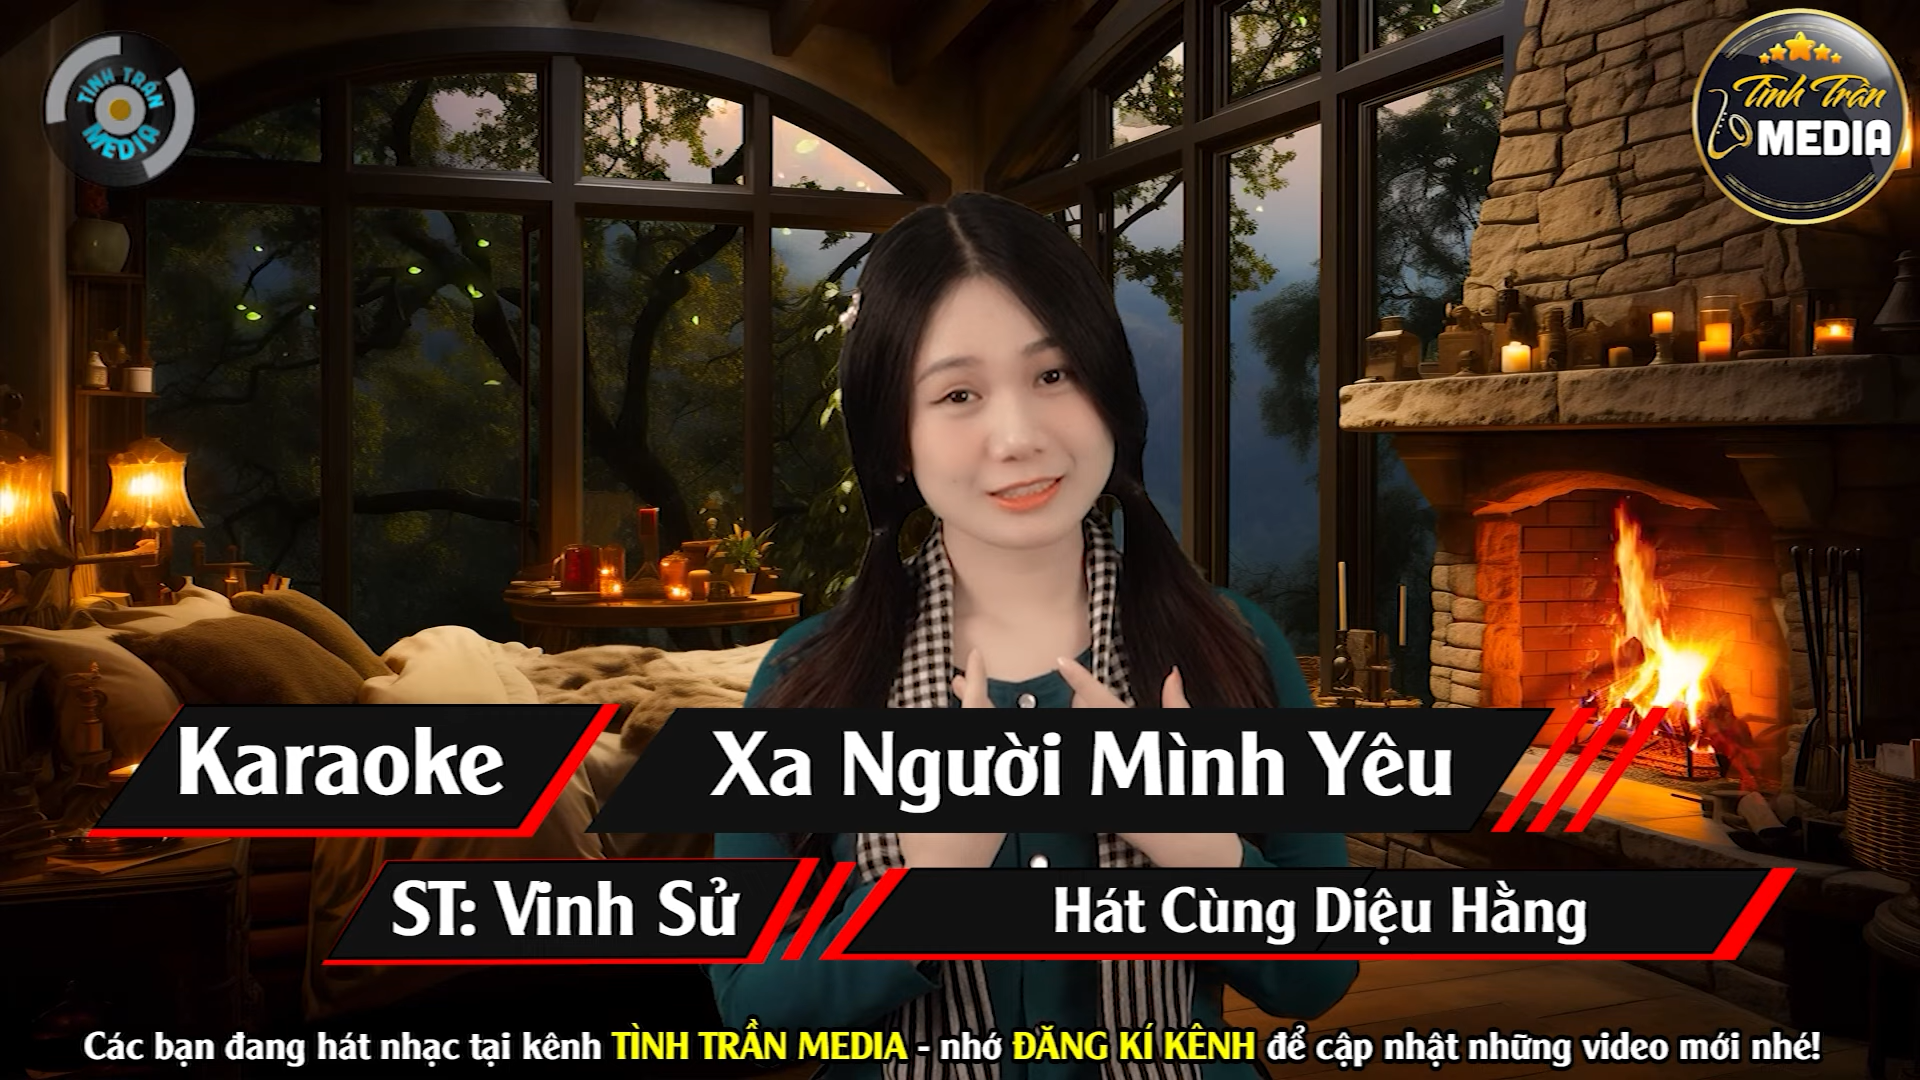 TÌNH TRẦN
MEDIA
Tình Trần
MEDIA
Karaoke
Xa Người Mình Yêu
ST: Vinh Sử
Hát Cùng Diệu Hằng
Các bạn đang hát nhạc tại kênh TÌNH TRẦN MEDIA - nhớ ĐĂNG KÍ KÊNH để cập nhật những video mới nhé!